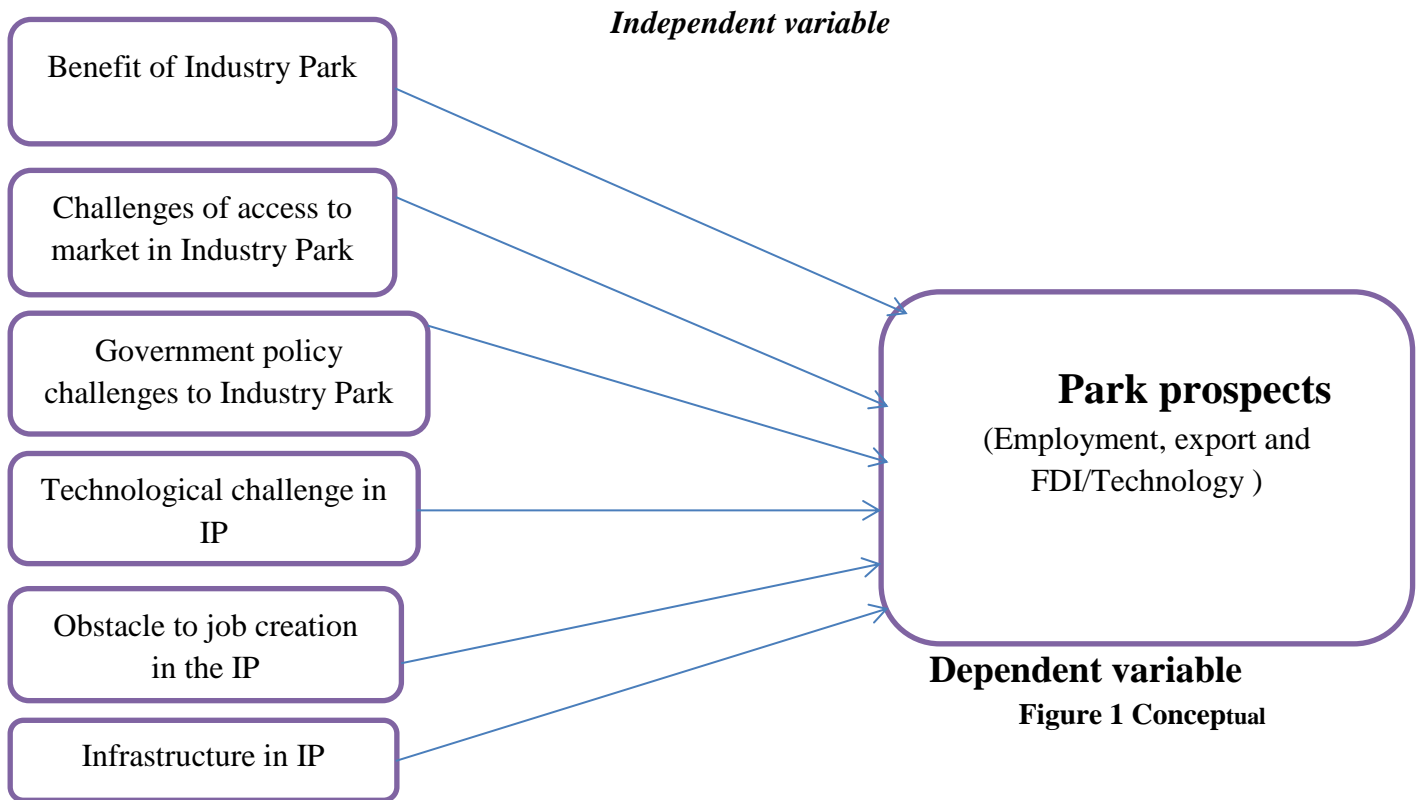 Independent variable
Benefit of Industry Park
Challenges of access to
market in Industry Park
Government policy
challenges to Industry Park
Technological challenge in
IP
Obstacle to job creation
in the IP
Infrastructure in IP
Park prospects
(Employment, export and
FDI/Technology )
Dependent variable
Figure 1 Conceptual